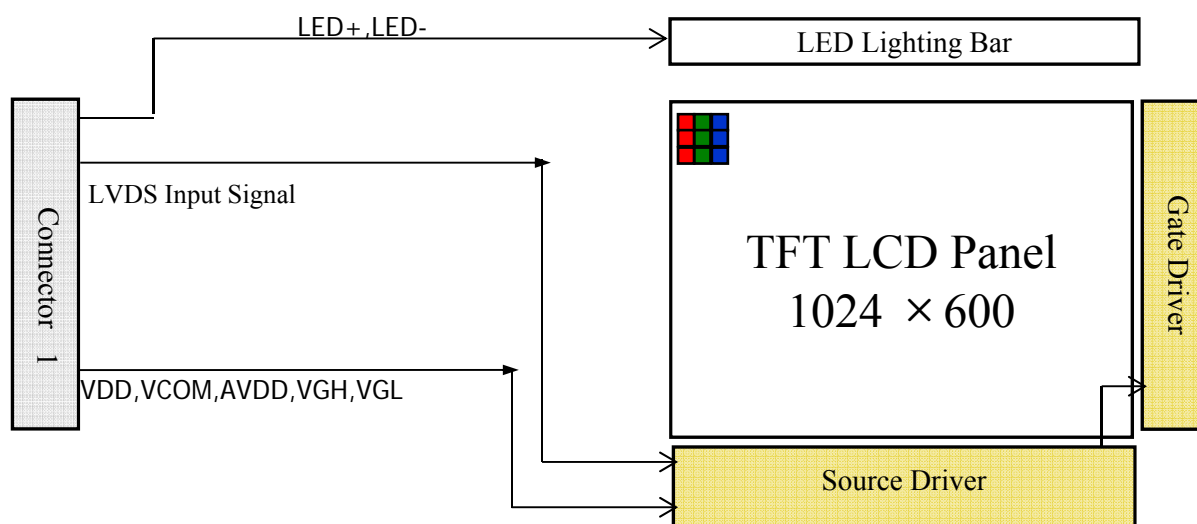 LED+,LED-
LED Lighting Bar
LVDS Input Signal
Connector 1
TFT LCD Panel
1024 × 600
Gate Driver
VDD,VCOM,AVDD,VGH,VGL
Source Driver